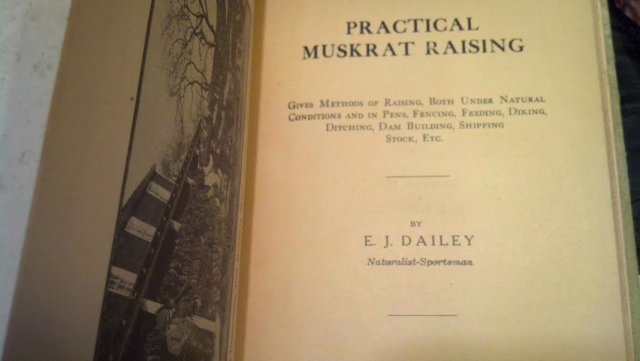 PRACTICAL
MUSKRAT RAISING
GIVES METHODS OF RAISING, BOTH UNDER NATURAL
CONDITIONS AND IN PENS, FENCING, FEEDING, DIKING,
DITCHING, DAM BUILDING, SHIPPING
STOCK, ETC.
BY
E. J. DAILEY
Naturalist-Sportsman